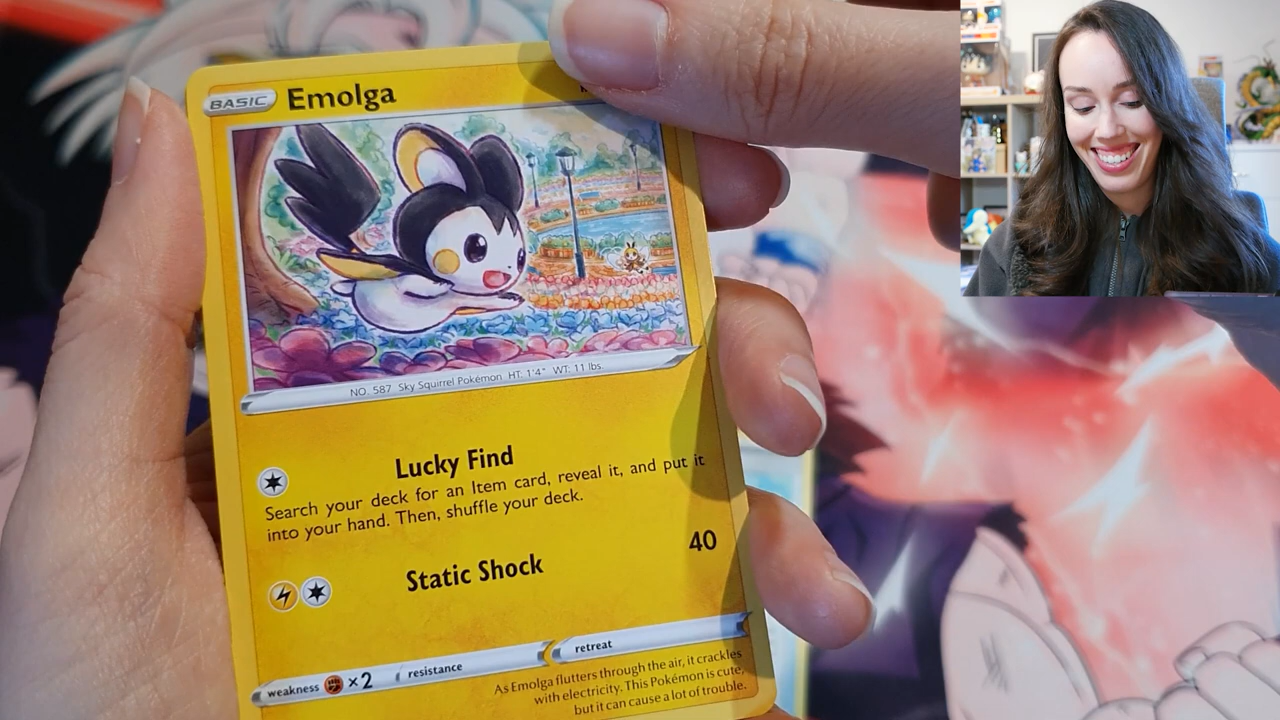 BASIC Emolga
NO. 587 Sky Squirrel Pokémon HT: 1'4" WT: 11 lbs.
Lucky Find
Search your deck for an Item card, reveal it, and put it
into your hand. Then, shuffle your deck.
Static Shock 40
weakness ×2 resistance retreat
As Emolga flutters through the air, it crackles
with electricity. This Pokémon is cute,
but it can cause a lot of trouble.